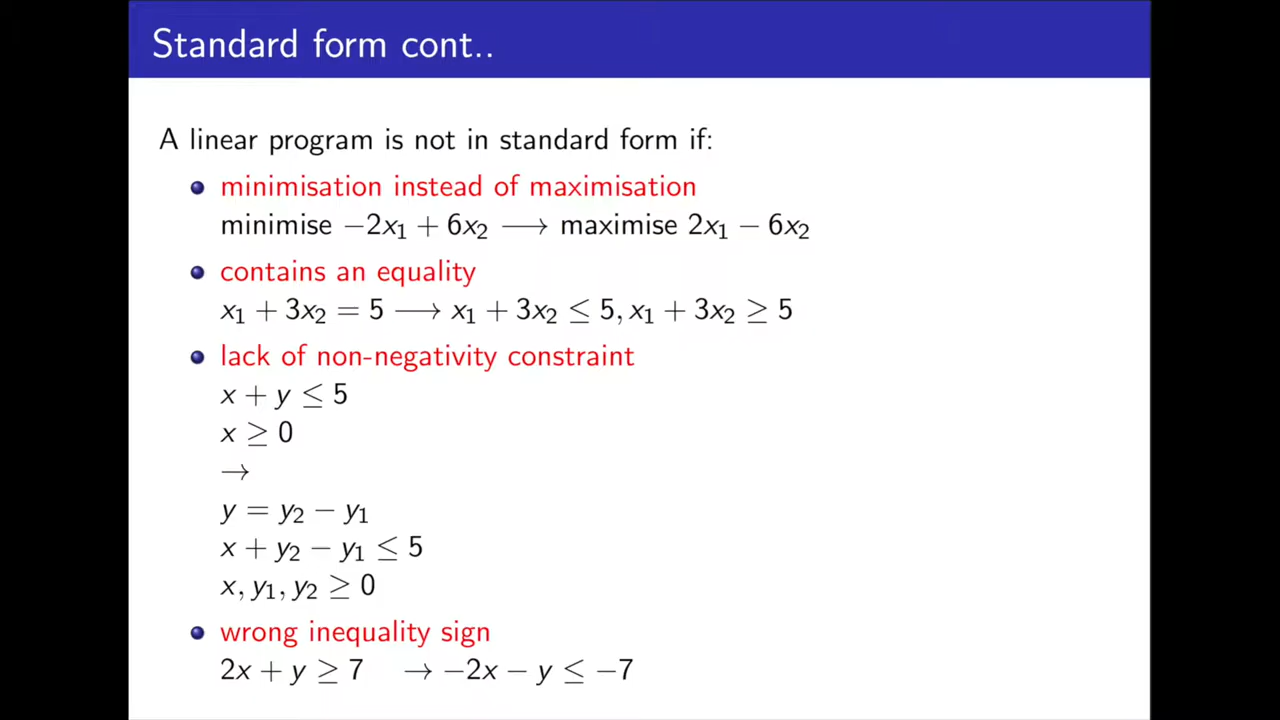 Standard form cont..
A linear program is not in standard form if:
minimisation instead of maximisation
minimise −2x₁ + 6x₂ ⟶ maximise 2x₁ − 6x₂
contains an equality
x₁ + 3x₂ = 5 ⟶ x₁ + 3x₂ ≤ 5, x₁ + 3x₂ ≥ 5
lack of non-negativity constraint
x + y ≤ 5
x ≥ 0
→
y = y₂ − y₁
x + y₂ − y₁ ≤ 5
x, y₁, y₂ ≥ 0
wrong inequality sign
2x + y ≥ 7 → −2x − y ≤ −7